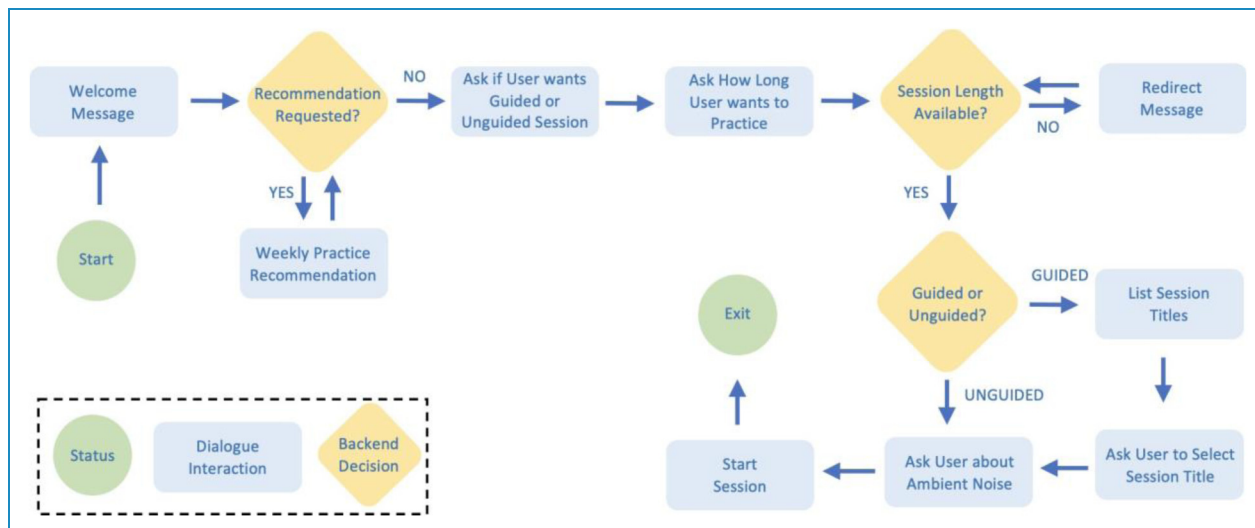 Welcome
Message
Recommendation
Requested?
NO
Ask if User wants
Guided or
Unguided Session
Ask How Long
User wants to
Practice
Session Length
Available?
NO
Redirect
Message
YES
Weekly Practice
Recommendation
Start
YES
Guided or
Unguided?
GUIDED
List Session
Titles
Exit
UNGUIDED
Ask User to Select
Session Title
Ask User about
Ambient Noise
Start
Session
Status
Dialogue
Interaction
Backend
Decision